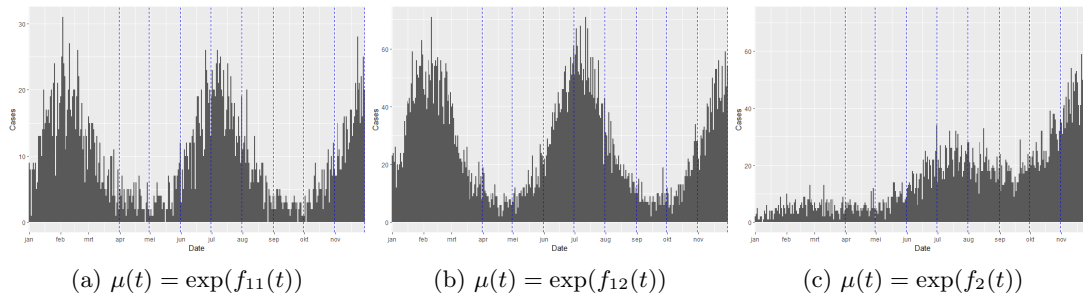 30
20
10
0
Cases
jan feb mrt apr mei jun jul aug sep okt nov
Date
(a) μ(t) = exp(f₁₁(t))
60
40
20
0
Cases
jan feb mrt apr mei jun jul aug sep okt nov
Date
(b) μ(t) = exp(f₁₂(t))
60
40
20
0
Cases
jan feb mrt apr mei jun jul aug sep okt nov
Date
(c) μ(t) = exp(f₂(t))